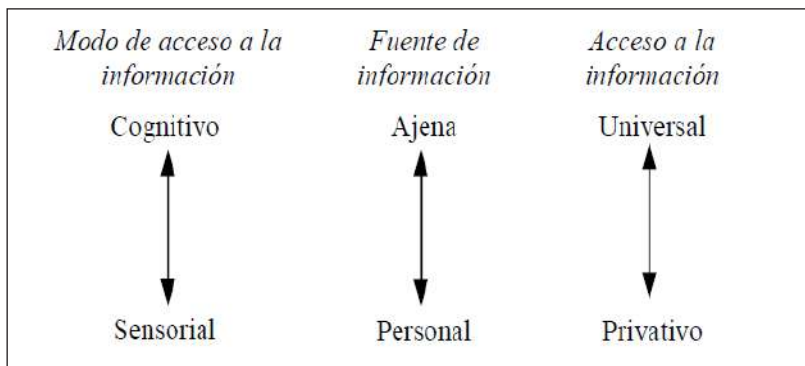 Modo de acceso a la
información
Fuente de
información
Acceso a la
información
Cognitivo
Ajena
Universal
Sensorial
Personal
Privativo